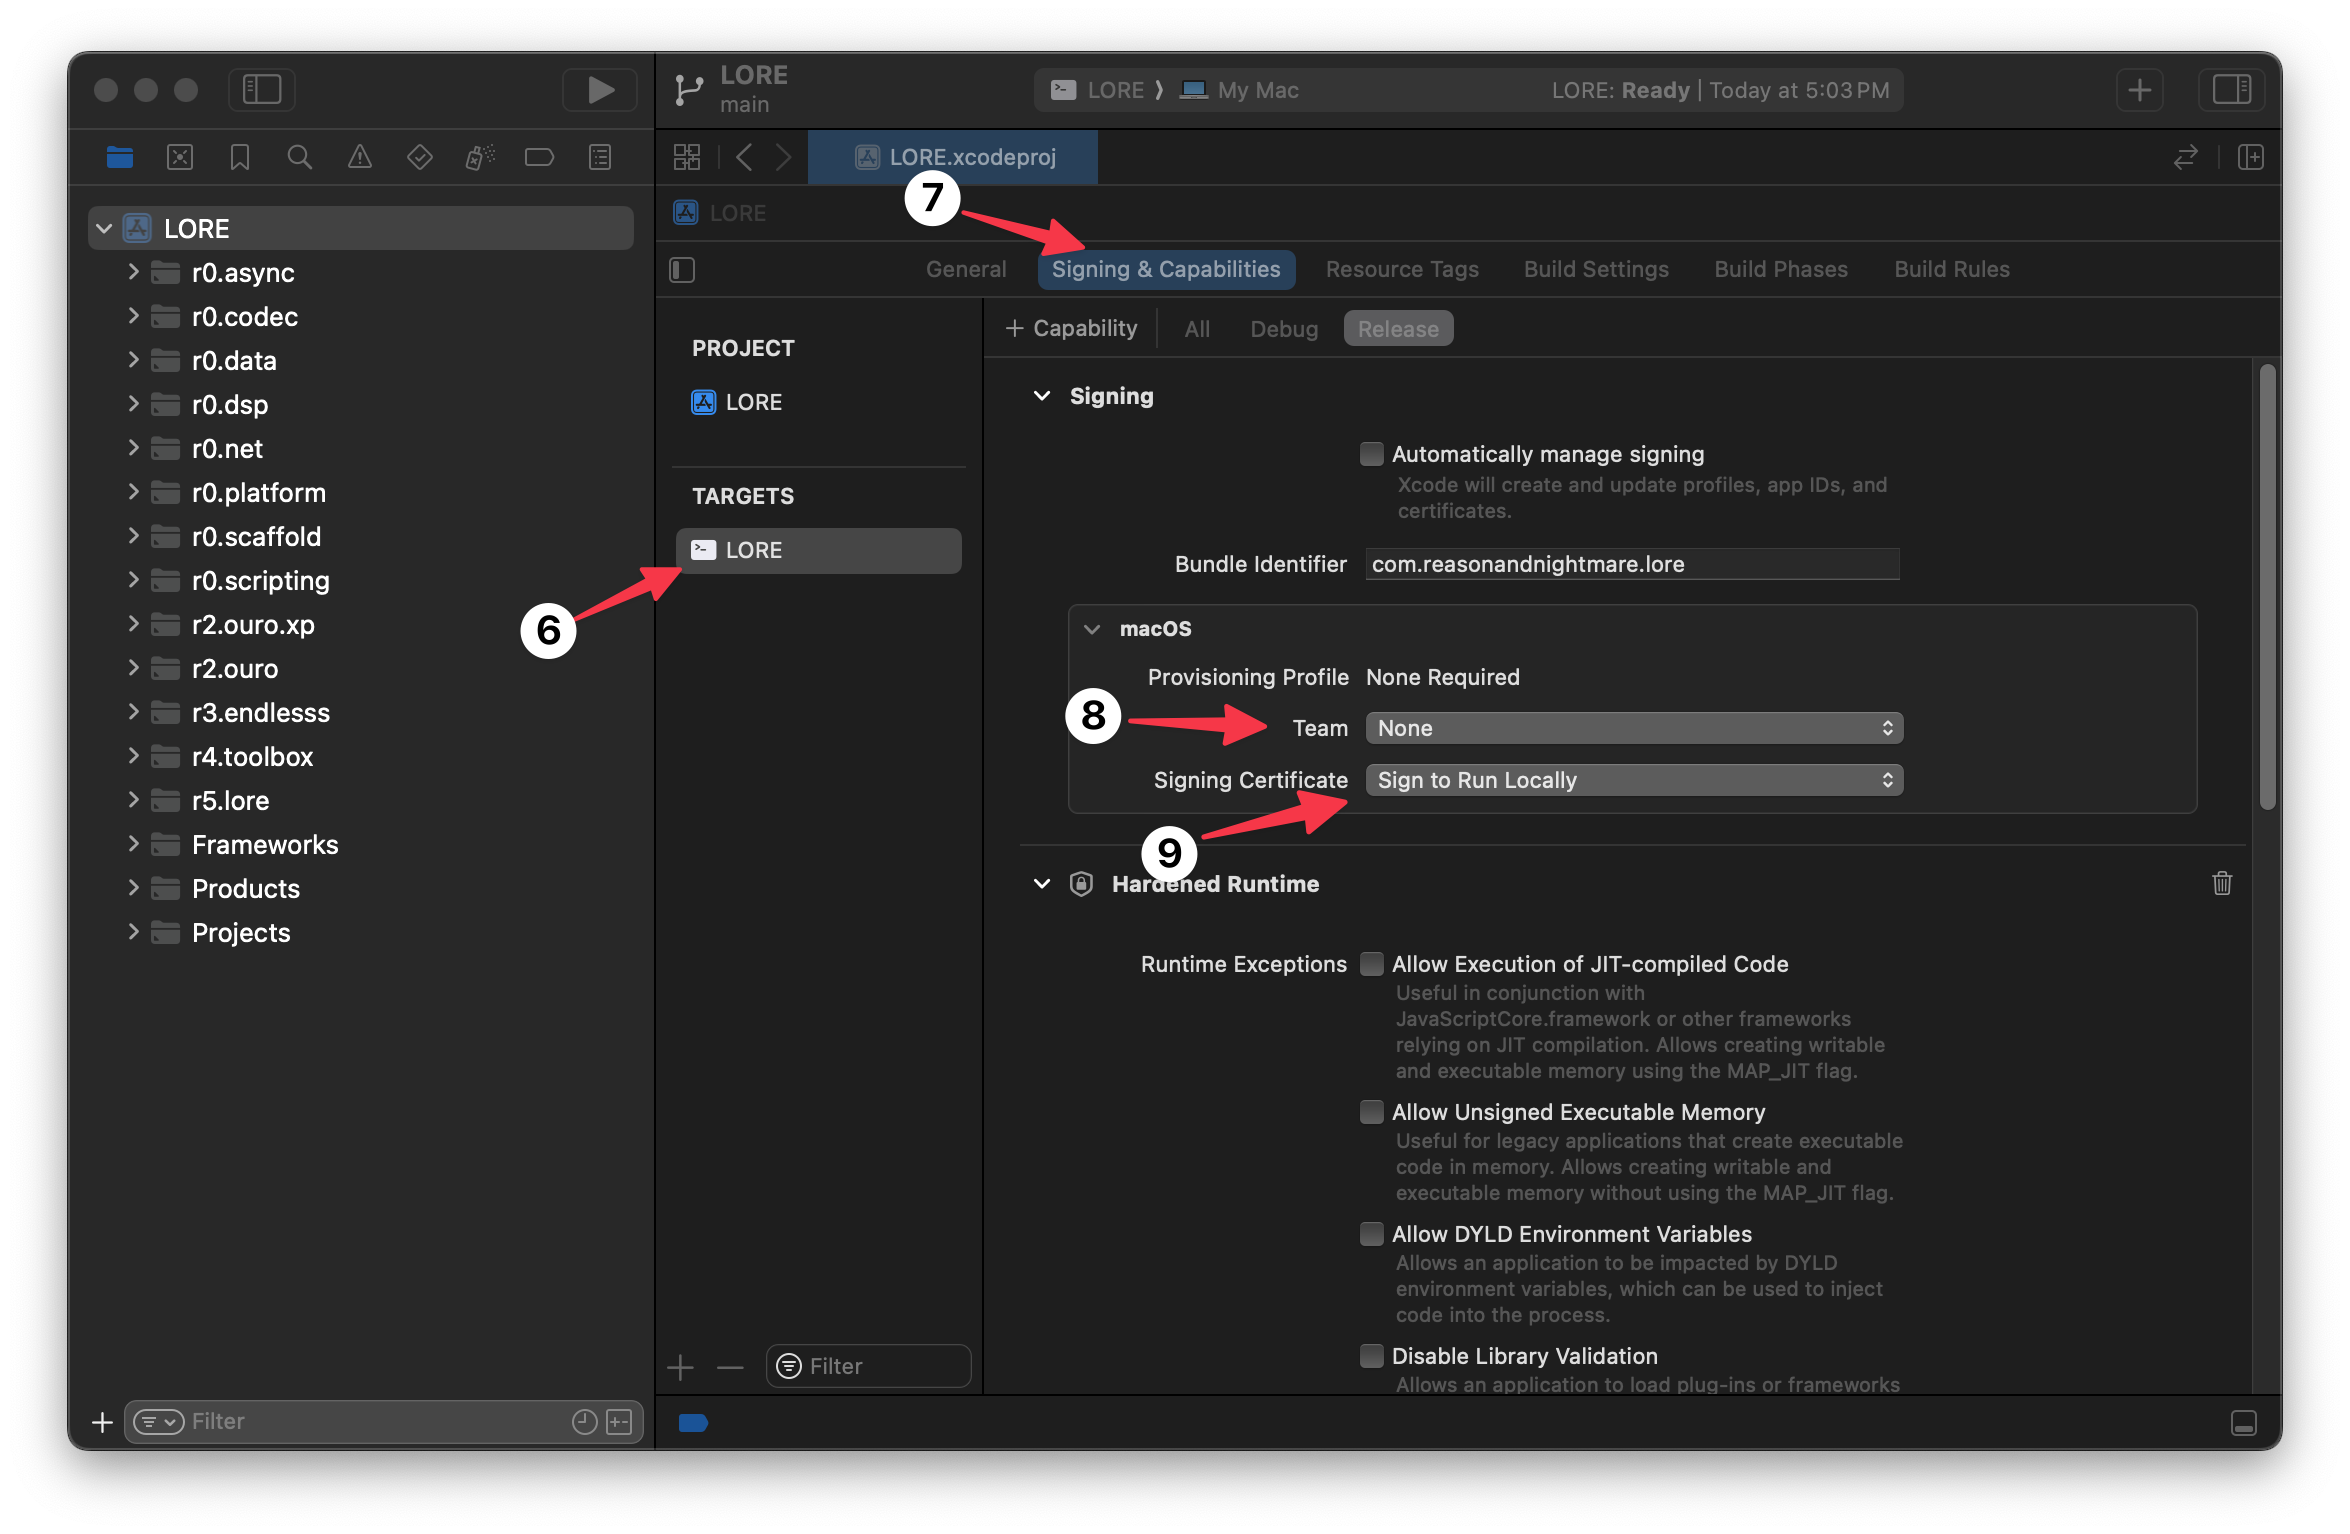 LORE
main
LORE ⟩ My Mac
LORE: Ready | Today at 5:03 PM
LORE.xcodeproj
7
LORE
General
Signing & Capabilities
Resource Tags
Build Settings
Build Phases
Build Rules
LORE
r0.async
r0.codec
r0.data
r0.dsp
r0.net
r0.platform
r0.scaffold
r0.scripting
r2.ouro.xp
r2.ouro
r3.endlesss
r4.toolbox
r5.lore
Frameworks
Products
Projects
Filter
PROJECT
LORE
TARGETS
LORE
6
Filter
+ Capability
All
Debug
Release
Signing
Automatically manage signing
Xcode will create and update profiles, app IDs, and
certificates.
Bundle Identifier com.reasonandnightmare.lore
macOS
Provisioning Profile None Required
8
Team None
Signing Certificate Sign to Run Locally
9
Hardened Runtime
Runtime Exceptions Allow Execution of JIT-compiled Code
Useful in conjunction with
JavaScriptCore.framework or other frameworks
relying on JIT compilation. Allows creating writable
and executable memory using the MAP_JIT flag.
Allow Unsigned Executable Memory
Useful for legacy applications that create executable
code in memory. Allows creating writable and
executable memory without using the MAP_JIT flag.
Allow DYLD Environment Variables
Allows an application to be impacted by DYLD
environment variables, which can be used to inject
code into the process.
Disable Library Validation
Allows an application to load plug-ins or frameworks